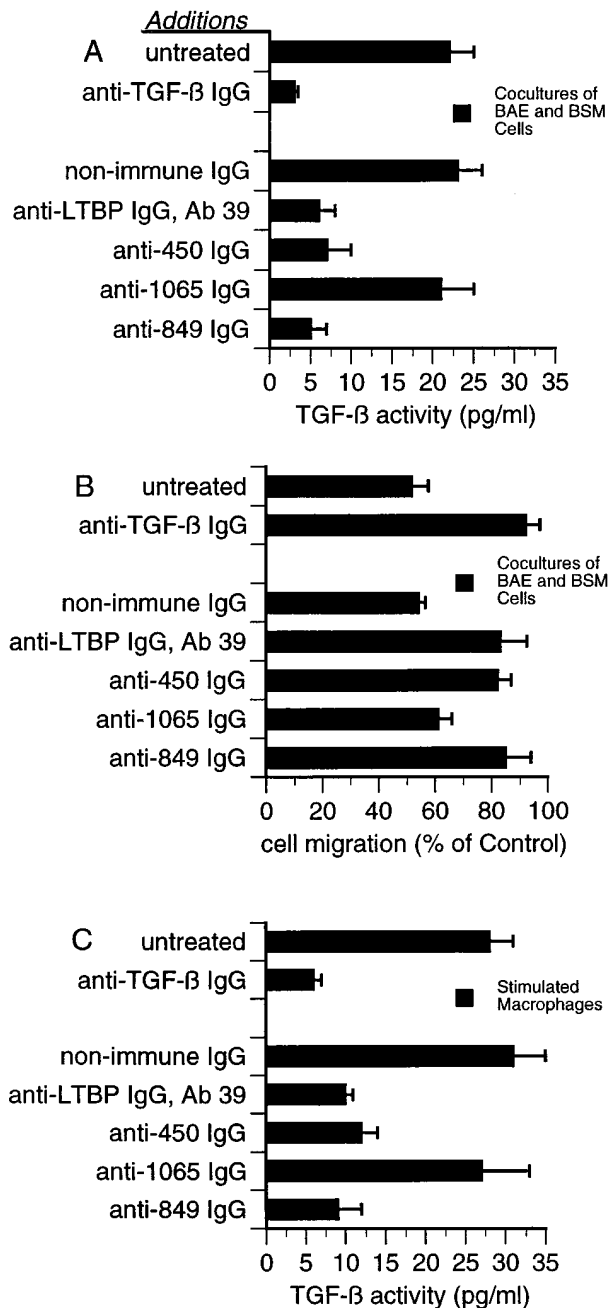 Additions
A
untreated
anti-TGF-ß IgG
Cocultures of
BAE and BSM
Cells
non-immune IgG
anti-LTBP IgG, Ab 39
anti-450 IgG
anti-1065 IgG
anti-849 IgG
0 5 10 15 20 25 30 35
TGF-ß activity (pg/ml)
B
untreated
anti-TGF-ß IgG
Cocultures of
BAE and BSM
Cells
non-immune IgG
anti-LTBP IgG, Ab 39
anti-450 IgG
anti-1065 IgG
anti-849 IgG
0 20 40 60 80 100
cell migration (% of Control)
C
untreated
anti-TGF-ß IgG
Stimulated
Macrophages
non-immune IgG
anti-LTBP IgG, Ab 39
anti-450 IgG
anti-1065 IgG
anti-849 IgG
0 5 10 15 20 25 30 35
TGF-ß activity (pg/ml)